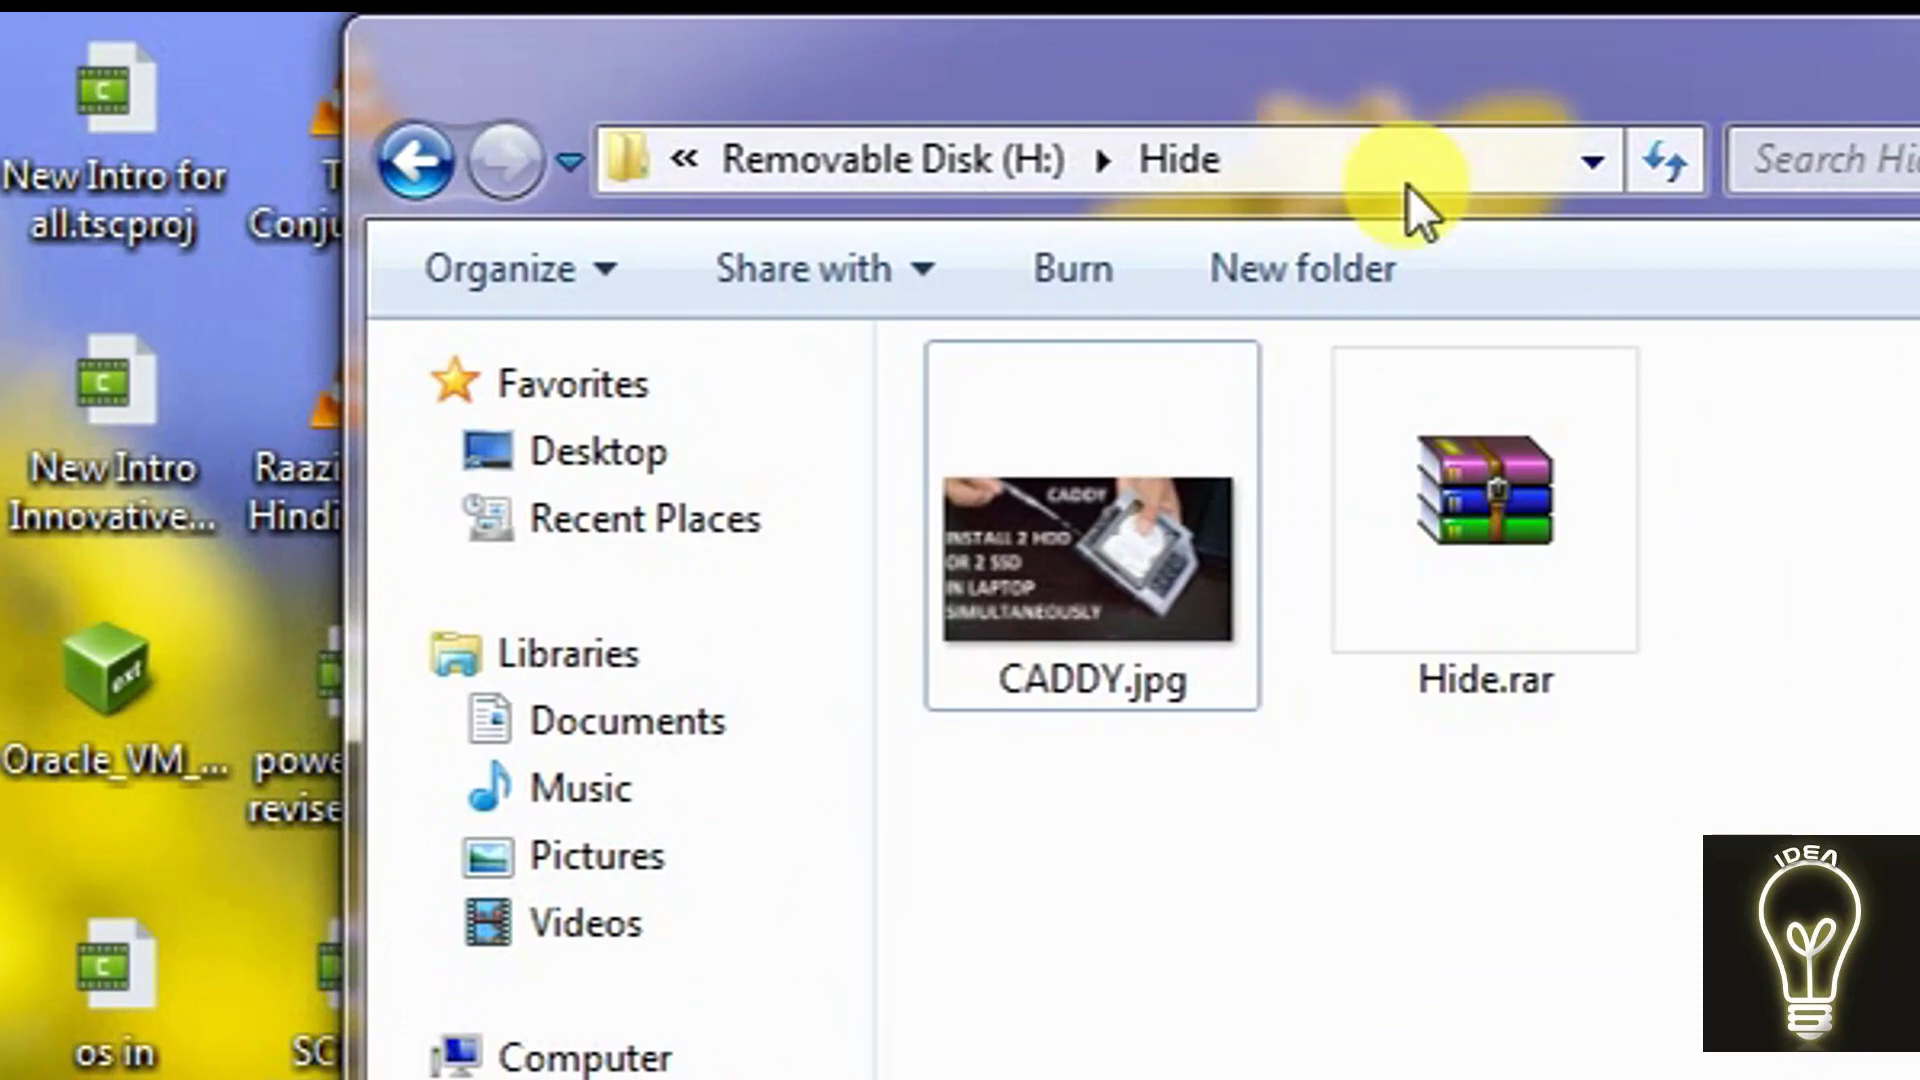 Removable Disk (H:) Hide
Search Hi
Organize Share with Burn New folder
New Intro for
all.tscproj
Conju
New Intro
Innovative...
Raazi
Hindi
Oracle_VM_...
powe
revise
os in
SC
Favorites
Desktop
Recent Places
Libraries
Documents
Music
Pictures
Videos
Computer
CADDY
INSTALL 2 HDD
OR 2 SSD
IN LAPTOP
SIMULTANEOUSLY
CADDY.jpg
Hide.rar
IDEA